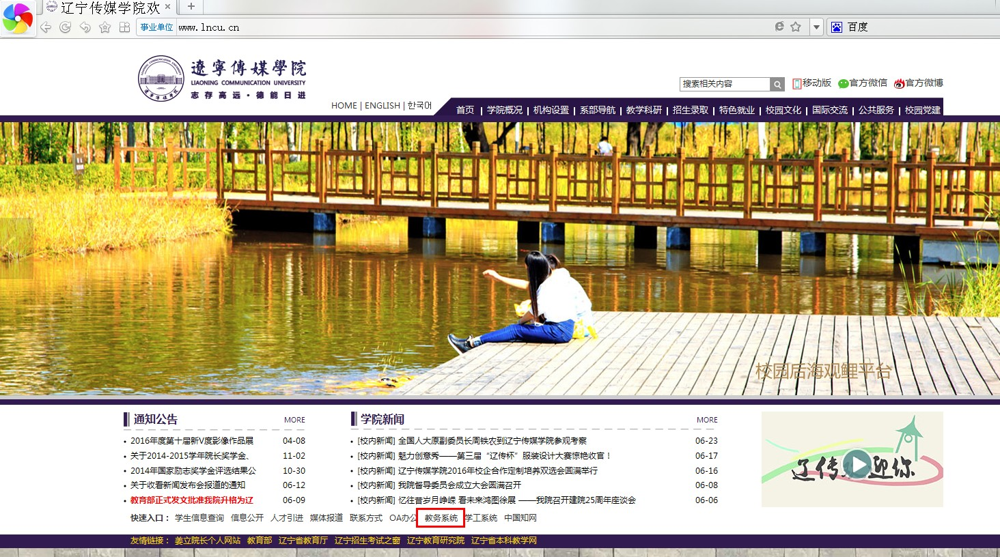 辽宁传媒学院欢
事业单位 www.lncu.cn 百度
遼寧傳媒學院
LIAONING COMMUNICATION UNIVERSITY
志存高远·德能日进
搜索相关内容 移动版 官方微信 官方微博
HOME | ENGLISH | 한국어
首页 | 学院概况 | 机构设置 | 系部导航 | 教学科研 | 招生录取 | 特色就业 | 校园文化 | 国际交流 | 公共服务 | 校园党建
校园后海观鲤平台
通知公告 MORE
2016年度第十届新V度影像作品展 04-08
关于2014-2015学年院长奖学金、 11-02
2014年国家励志奖学金评选结果公 10-30
关于收看新闻发布会报道的通知 06-12
教育部正式发文批准我院升格为辽 06-09
学院新闻 MORE
[校内新闻] 全国人大原副委员长周铁农到辽宁传媒学院参观考察 06-23
[校内新闻] 魅力创意秀——第三届“辽传杯”服装设计大赛惊艳收官！ 06-17
[校内新闻] 辽宁传媒学院2016年校企合作定制培养双选会圆满举行 06-16
[校内新闻] 我院督导委员会成立大会圆满召开 06-08
[校内新闻] 忆往昔岁月峥嵘 看未来鸿图徐展 ——我院召开建院25周年座谈会 06-06
辽传 迎你
快速入口： 学生信息查询 信息公开 人才引进 媒体报道 联系方式 OA办公 教务系统 学工系统 中国知网
友情链接： 姜立院长个人网站 教育部 辽宁省教育厅 辽宁招生考试之窗 辽宁教育研究院 辽宁省本科教学网